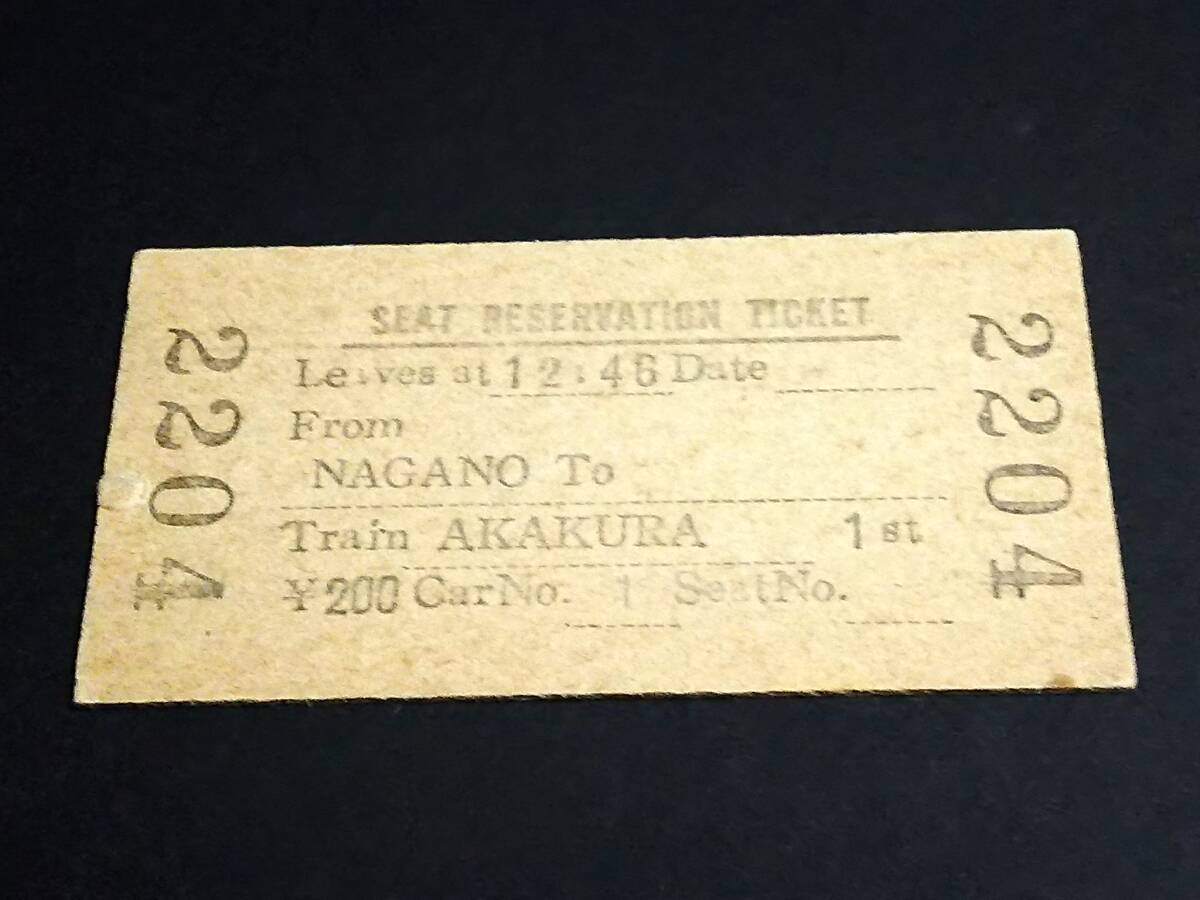 SEAT RESERVATION TICKET
Leaves at 12:46 Date
From
NAGANO To
Train AKAKURA 1st
¥200 Car No. 1 Seat No.
2204
2204